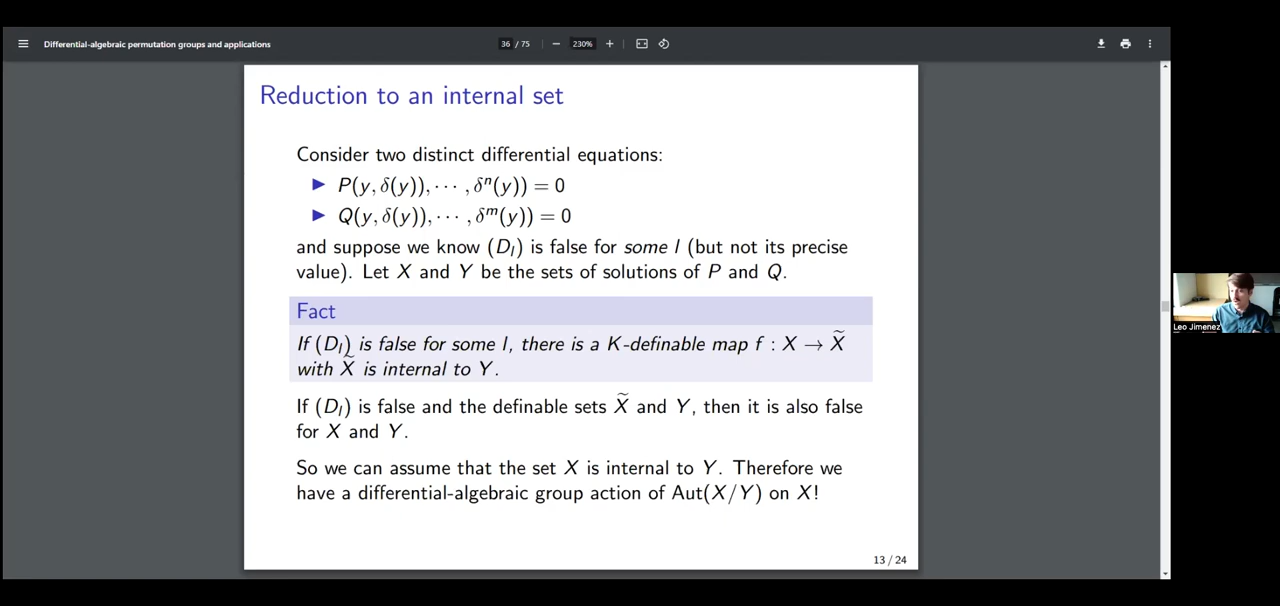 Differential-algebraic permutation groups and applications
36 / 75
230%
Reduction to an internal set
Consider two distinct differential equations:
P(y, δ(y)), ⋯ , δⁿ(y)) = 0
Q(y, δ(y)), ⋯ , δᵐ(y)) = 0
and suppose we know (D_l) is false for some l (but not its precise
value). Let X and Y be the sets of solutions of P and Q.
Fact
If (D_l) is false for some l, there is a K-definable map f : X → X̃
with X̃ is internal to Y.
If (D_l) is false and the definable sets X̃ and Y, then it is also false
for X and Y.
So we can assume that the set X is internal to Y. Therefore we
have a differential-algebraic group action of Aut(X/Y) on X!
13 / 24
Leo Jimenez